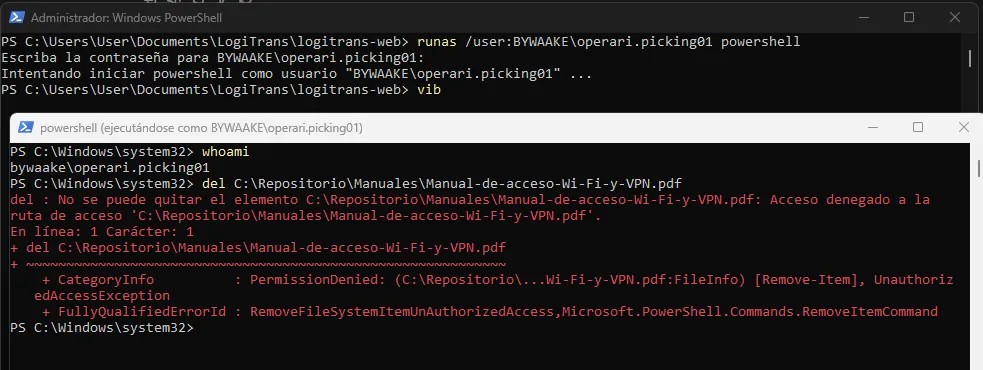 Administrador: Windows PowerShell
PS C:\Users\User\Documents\LogiTrans\logitrans-web> runas /user:BYWAAKE\operari.picking01 powershell
Escriba la contraseña para BYWAAKE\operari.picking01:
Intentando iniciar powershell como usuario "BYWAAKE\operari.picking01" ...
PS C:\Users\User\Documents\LogiTrans\logitrans-web> vib
powershell (ejecutándose como BYWAAKE\operari.picking01)
PS C:\Windows\system32> whoami
bywaake\operari.picking01
PS C:\Windows\system32> del C:\Repositorio\Manuales\Manual-de-acceso-Wi-Fi-y-VPN.pdf
del : No se puede quitar el elemento C:\Repositorio\Manuales\Manual-de-acceso-Wi-Fi-y-VPN.pdf: Acceso denegado a la
ruta de acceso 'C:\Repositorio\Manuales\Manual-de-acceso-Wi-Fi-y-VPN.pdf'.
En línea: 1 Carácter: 1
+ del C:\Repositorio\Manuales\Manual-de-acceso-Wi-Fi-y-VPN.pdf
+ ~~~~~~~~~~~~~~~~~~~~~~~~~~~~~~~~~~~~~~~~~~~~~~~~~~~~~~~~~~~~
+ CategoryInfo : PermissionDenied: (C:\Repositorio\...Wi-Fi-y-VPN.pdf:FileInfo) [Remove-Item], Unauthoriz
edAccessException
+ FullyQualifiedErrorId : RemoveFileSystemItemUnAuthorizedAccess,Microsoft.PowerShell.Commands.RemoveItemCommand
PS C:\Windows\system32>